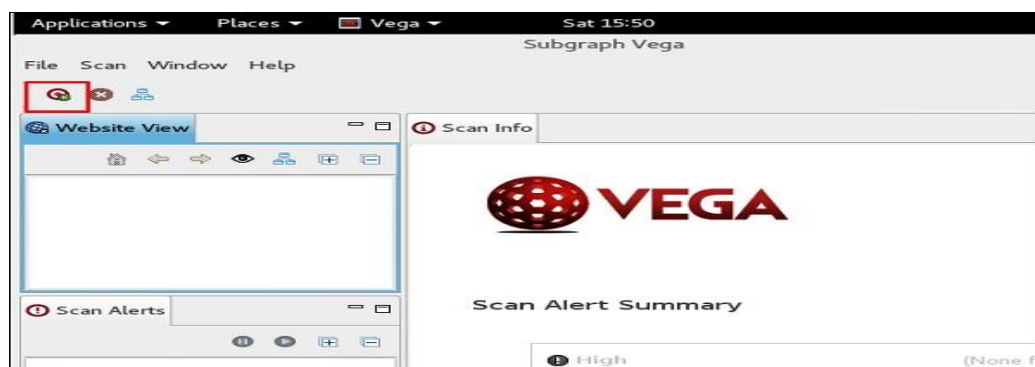 Applications Places Vega Sat 15:50
Subgraph Vega
File Scan Window Help
Website View
Scan Info
VEGA
Scan Alerts
Scan Alert Summary
High (None f